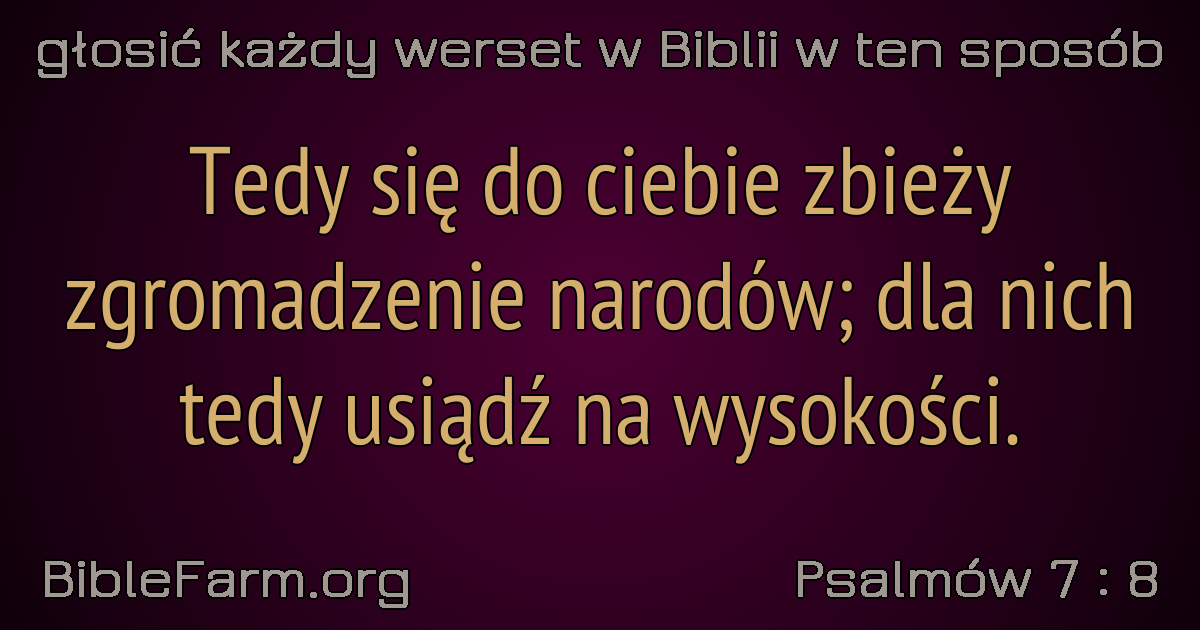 głosić każdy werset w Biblii w ten sposób
Tedy się do ciebie zbieży
zgromadzenie narodów; dla nich
tedy usiądź na wysokości.
BibleFarm.org
Psalmów 7 : 8